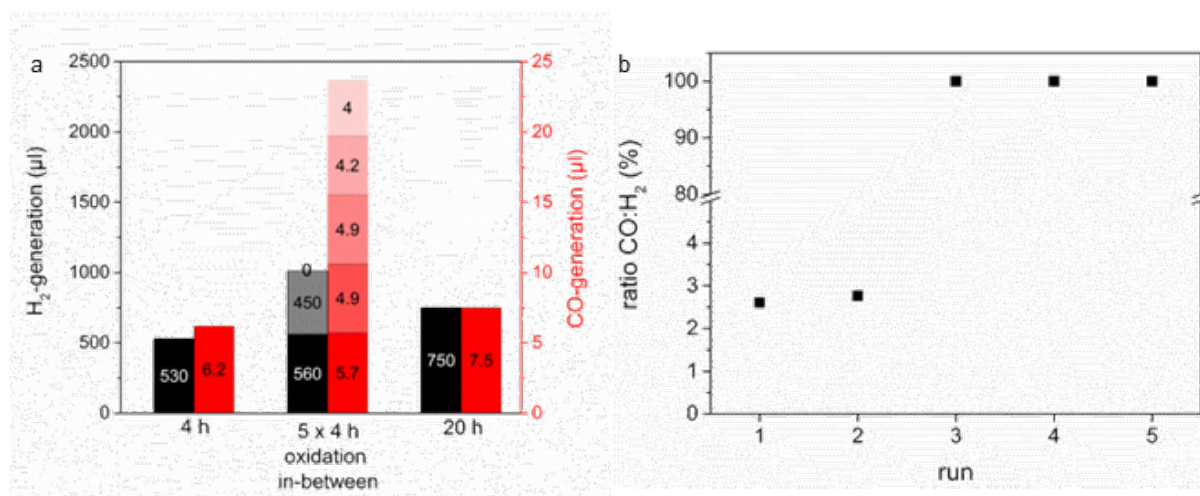 a
2500
2000
1500
1000
500
0
H₂-generation (µl)
25
20
15
10
5
0
CO-generation (µl)
530
6.2
0
450
560
4
4.2
4.9
4.9
5.7
750
7.5
4 h
5 x 4 h
oxidation
in-between
20 h
b
100
90
80
4
3
2
1
0
ratio CO:H₂ (%)
1 2 3 4 5
run